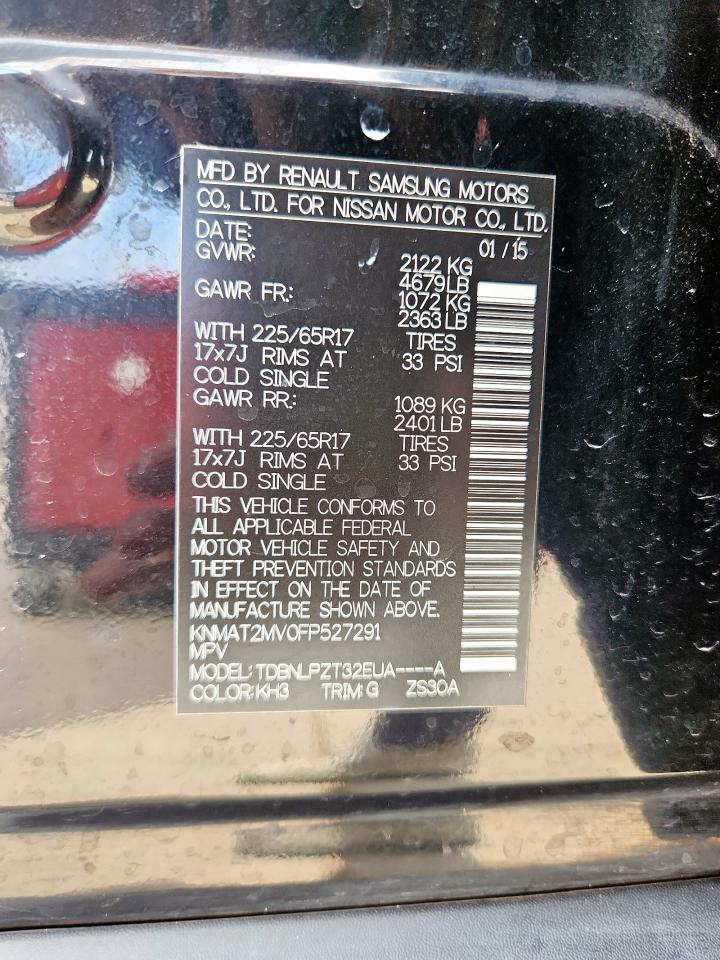 MFD BY RENAULT SAMSUNG MOTORS
CO., LTD. FOR NISSAN MOTOR CO., LTD.
DATE: 01 / 15
GVWR: 2122 KG
4679 LB
GAWR FR.: 1072 KG
2363 LB
WITH 225/65R17 TIRES
17x7J RIMS AT 33 PSI
COLD SINGLE
GAWR RR.: 1089 KG
2401 LB
WITH 225/65R17 TIRES
17x7J RIMS AT 33 PSI
COLD SINGLE
THIS VEHICLE CONFORMS TO
ALL APPLICABLE FEDERAL
MOTOR VEHICLE SAFETY AND
THEFT PREVENTION STANDARDS
IN EFFECT ON THE DATE OF
MANUFACTURE SHOWN ABOVE.
KNMAT2MV0FP527291
MPV
MODEL: TDBNLPZT32EUA----A
COLOR: KH3 TRIM: G ZS30A